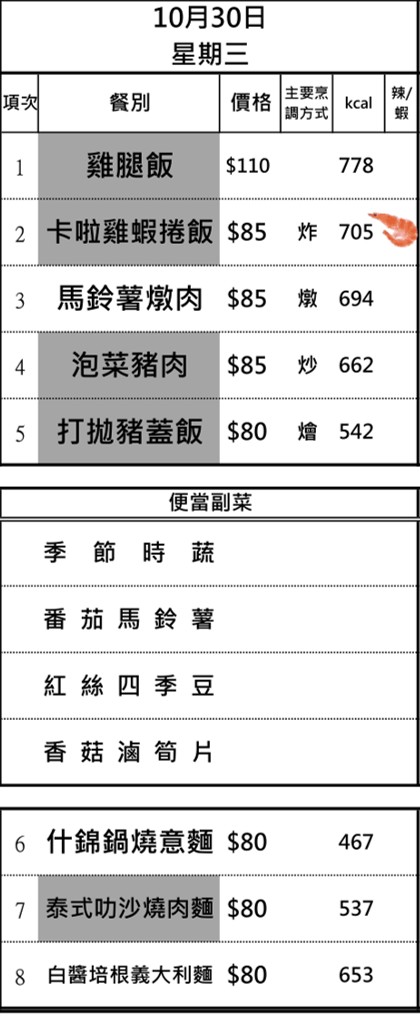 10月30日
星期三
項次 餐別 價格 主要烹調方式 kcal 辣/蝦
1 雞腿飯 $110 778
2 卡啦雞蝦捲飯 $85 炸 705
3 馬鈴薯燉肉 $85 燉 694
4 泡菜豬肉 $85 炒 662
5 打拋豬蓋飯 $80 燴 542
便當副菜
季節時蔬
番茄馬鈴薯
紅絲四季豆
香菇滷筍片
6 什錦鍋燒意麵 $80 467
7 泰式叻沙燒肉麵 $80 537
8 白醬培根義大利麵 $80 653